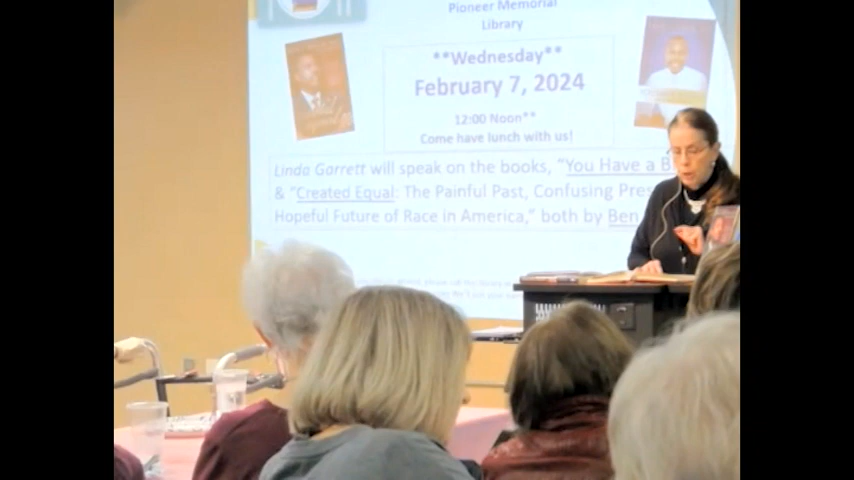 Pioneer Memorial
Library
**Wednesday**
February 7, 2024
12:00 Noon**
Come have lunch with us!
Linda Garrett will speak on the books, "You Have a B
& "Created Equal: The Painful Past, Confusing Pres
Hopeful Future of Race in America," both by Ben